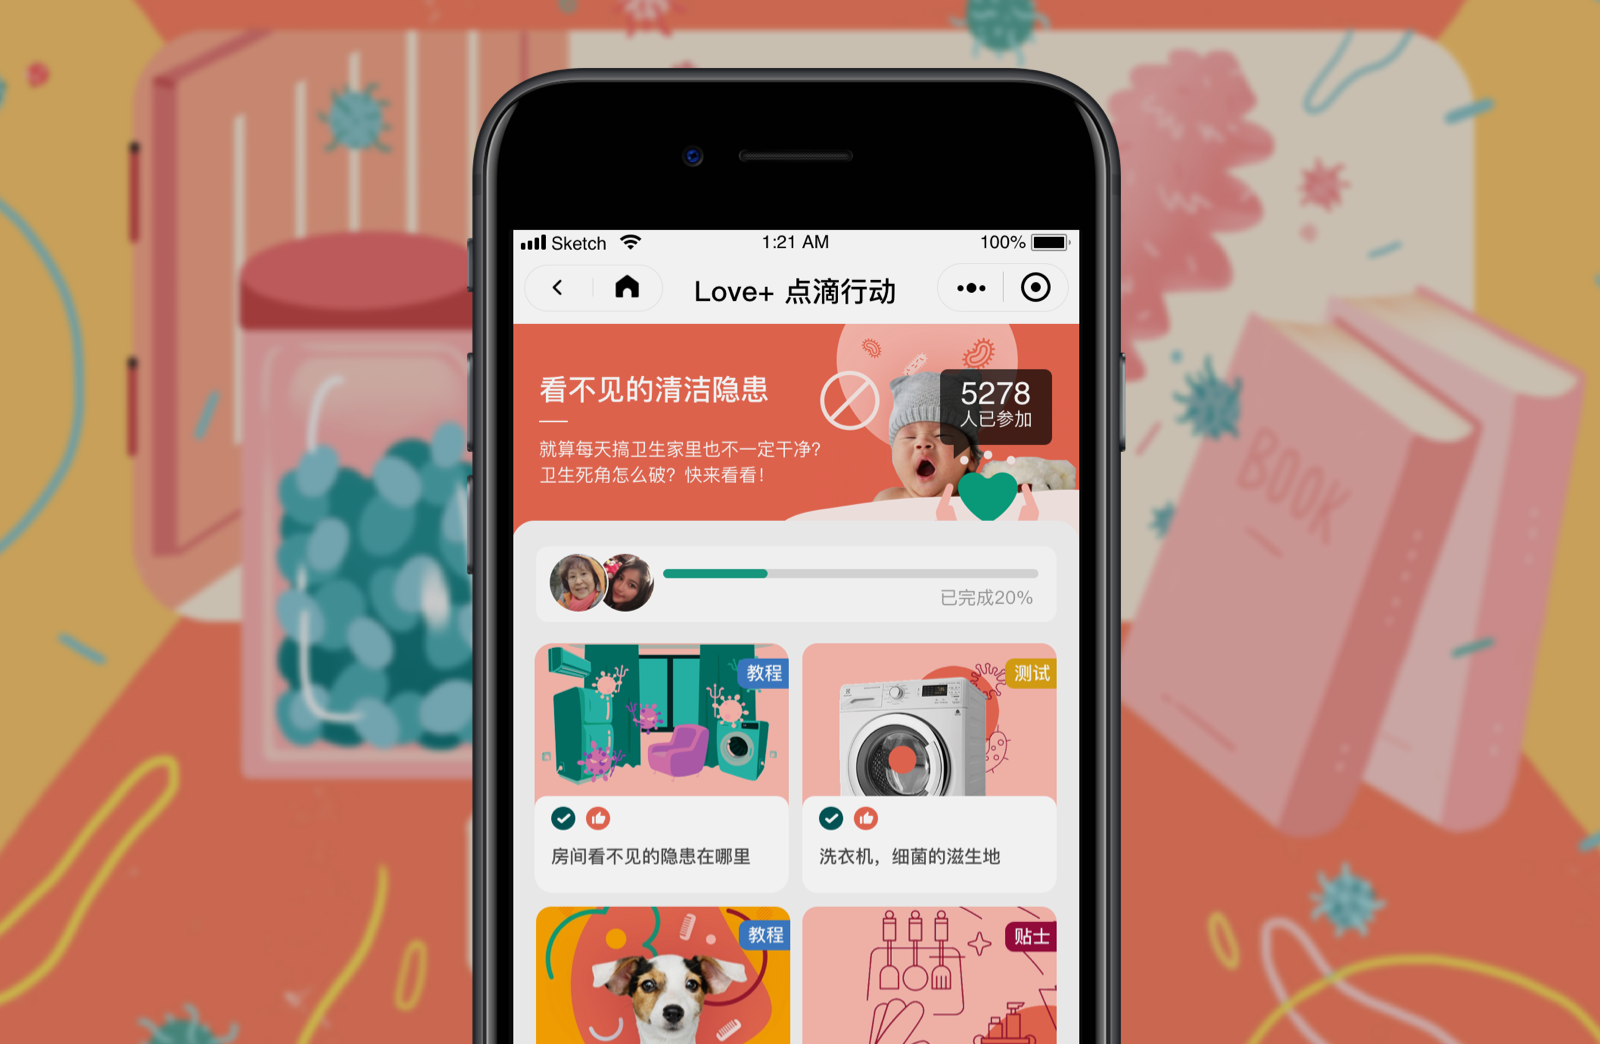 Sketch 1:21 AM 100%
Love+ 点滴行动
看不见的清洁隐患
就算每天搞卫生家里也不一定干净?
卫生死角怎么破？快来看看！
5278
人已参加
已完成20%
教程
房间看不见的隐患在哪里
测试
洗衣机，细菌的滋生地
教程
贴士
BOOK